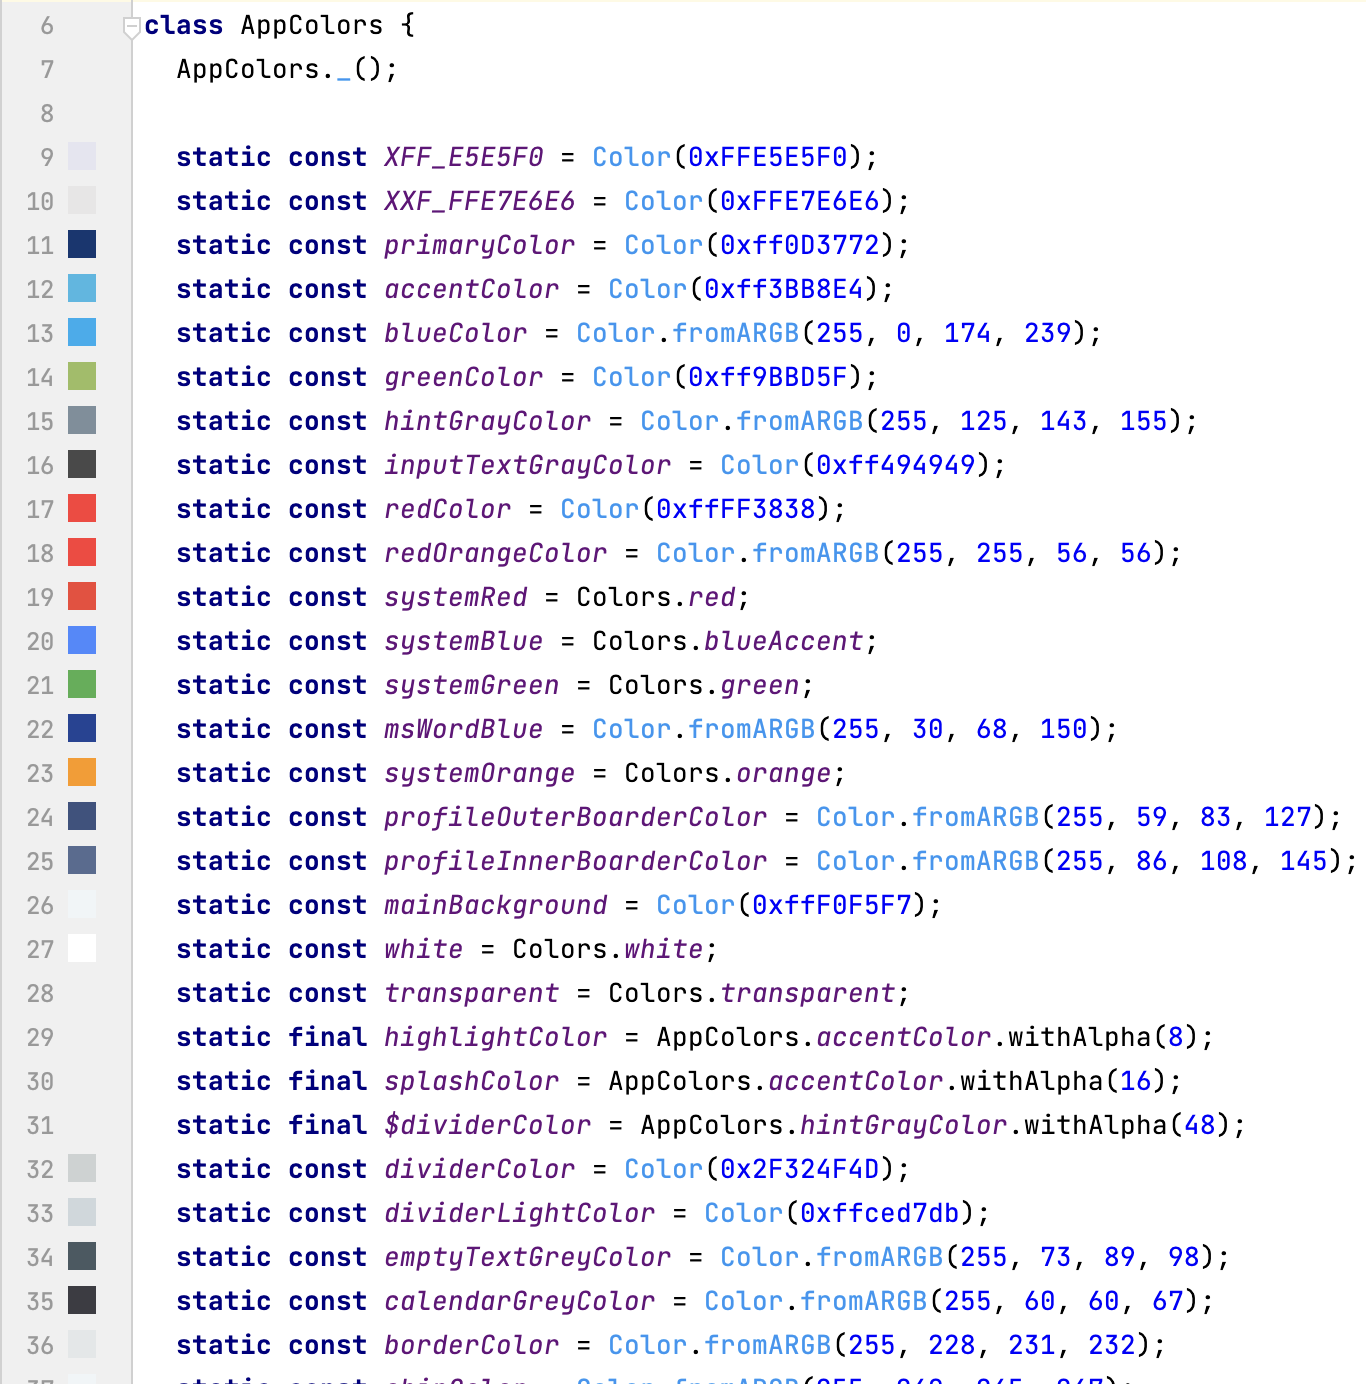 6 class AppColors {
7 AppColors._();
8
9 static const XFF_E5E5F0 = Color(0xFFE5E5F0);
10 static const XXF_FFE7E6E6 = Color(0xFFE7E6E6);
11 static const primaryColor = Color(0xff0D3772);
12 static const accentColor = Color(0xff3BB8E4);
13 static const blueColor = Color.fromARGB(255, 0, 174, 239);
14 static const greenColor = Color(0xff9BBD5F);
15 static const hintGrayColor = Color.fromARGB(255, 125, 143, 155);
16 static const inputTextGrayColor = Color(0xff494949);
17 static const redColor = Color(0xffFF3838);
18 static const redOrangeColor = Color.fromARGB(255, 255, 56, 56);
19 static const systemRed = Colors.red;
20 static const systemBlue = Colors.blueAccent;
21 static const systemGreen = Colors.green;
22 static const msWordBlue = Color.fromARGB(255, 30, 68, 150);
23 static const systemOrange = Colors.orange;
24 static const profileOuterBoarderColor = Color.fromARGB(255, 59, 83, 127);
25 static const profileInnerBoarderColor = Color.fromARGB(255, 86, 108, 145);
26 static const mainBackground = Color(0xffF0F5F7);
27 static const white = Colors.white;
28 static const transparent = Colors.transparent;
29 static final highlightColor = AppColors.accentColor.withAlpha(8);
30 static final splashColor = AppColors.accentColor.withAlpha(16);
31 static final $dividerColor = AppColors.hintGrayColor.withAlpha(48);
32 static const dividerColor = Color(0x2F324F4D);
33 static const dividerLightColor = Color(0xffced7db);
34 static const emptyTextGreyColor = Color.fromARGB(255, 73, 89, 98);
35 static const calendarGreyColor = Color.fromARGB(255, 60, 60, 67);
36 static const borderColor = Color.fromARGB(255, 228, 231, 232);
37 static const